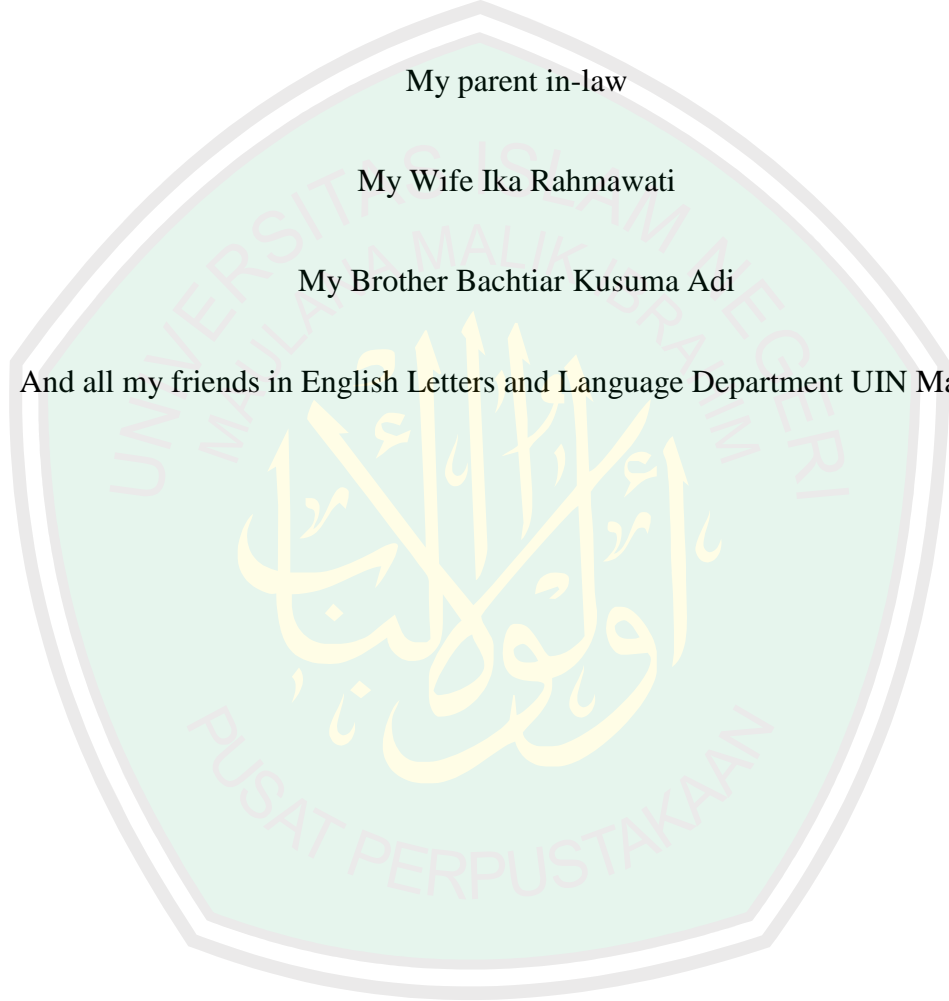 My parent in-law
My Wife Ika Rahmawati
My Brother Bachtiar Kusuma Adi
And all my friends in English Letters and Language Department UIN Ma
UNIVERSITAS ISLAM NEGERI
MAULANA MALIK IBRAHIM
PUSAT PERPUSTAKAAN